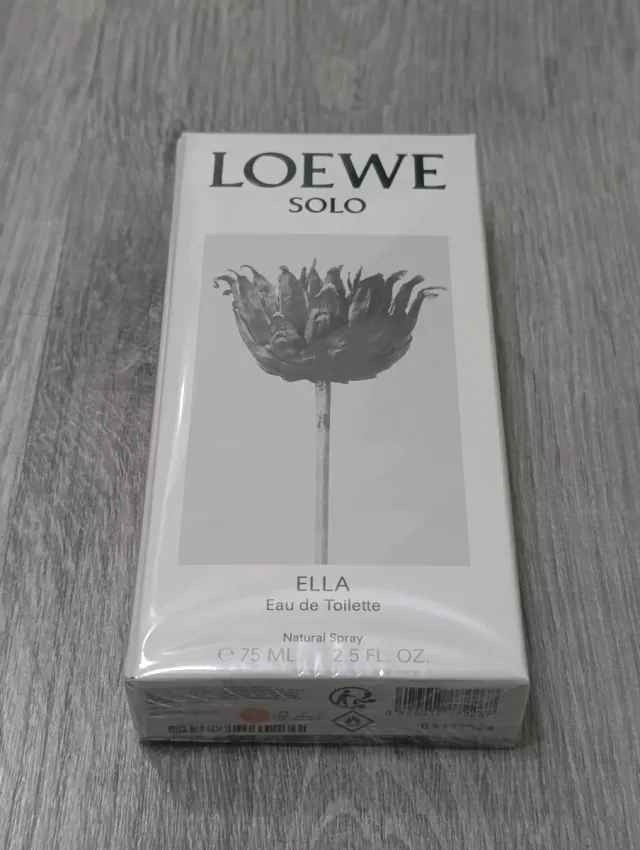 LOEWE
SOLO
ELLA
Eau de Toilette
Natural Spray
℮ 75 ML 2.5 FL. OZ.